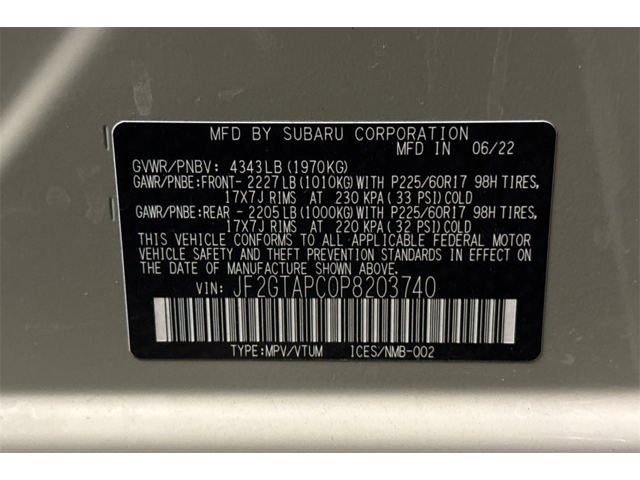 MFD BY SUBARU CORPORATION
MFD IN 06/22
GVWR/PNBV: 4343LB(1970KG)
GAWR/PNBE:FRONT- 2227LB(1010KG)WITH P225/60R17 98H TIRES,
17X7J RIMS AT 230 KPA(33 PSI)COLD
GAWR/PNBE:REAR - 2205LB(1000KG)WITH P225/60R17 98H TIRES,
17X7J RIMS AT 220 KPA(32 PSI)COLD
THIS VEHICLE CONFORMS TO ALL APPLICABLE FEDERAL MOTOR
VEHICLE SAFETY AND THEFT PREVENTION STANDARDS IN EFFECT
ON THE DATE OF MANUFACTURE SHOWN ABOVE.
VIN: JF2GTAPC0P8203740
TYPE:MPV/VTUM ICES/NMB-002